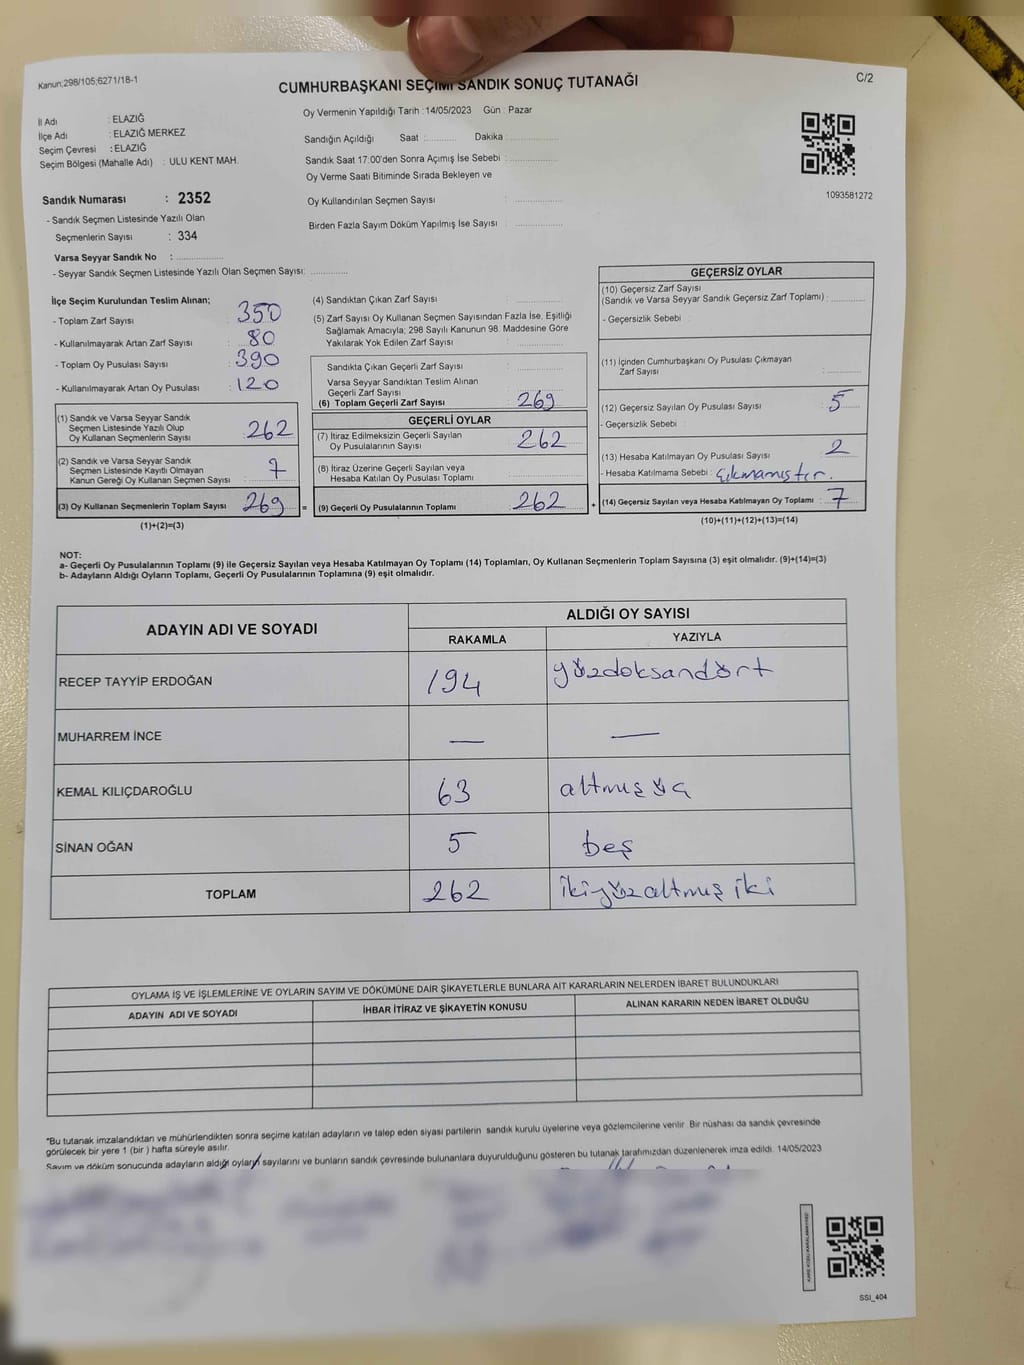 Kanun;298/105;6271/18-1
CUMHURBAŞKANI SEÇİMİ SANDIK SONUÇ TUTANAĞI
C/2
Oy Vermenin Yapıldığı Tarih : 14/05/2023 Gün : Pazar
İl Adı : ELAZIĞ
İlçe Adı : ELAZIĞ MERKEZ
Seçim Çevresi : ELAZIĞ
Seçim Bölgesi (Mahalle Adı) : ULU KENT MAH.
Sandığın Açıldığı Saat :.......... Dakika :..............
Sandık Saat 17:00'den Sonra Açımış İse Sebebi :..............
Oy Verme Saati Bitiminde Sırada Bekleyen ve
Oy Kullandırılan Seçmen Sayısı :..............
Birden Fazla Sayım Döküm Yapılmış İse Sayısı :..............
1093581272
Sandık Numarası : 2352
- Sandık Seçmen Listesinde Yazılı Olan
Seçmenlerin Sayısı : 334
Varsa Seyyar Sandık No :..............
- Seyyar Sandık Seçmen Listesinde Yazılı Olan Seçmen Sayısı: ..............
İlçe Seçim Kurulundan Teslim Alınan;
- Toplam Zarf Sayısı : 350
- Kullanılmayarak Artan Zarf Sayısı : 80
- Toplam Oy Pusulası Sayısı : 390
- Kullanılmayarak Artan Oy Pusulası : 120
(1) Sandık ve Varsa Seyyar Sandık
Seçmen Listesinde Yazılı Olup
Oy Kullanan Seçmenlerin Sayısı : 262
(2) Sandık ve Varsa Seyyar Sandık
Seçmen Listesinde Kayıtlı Olmayan
Kanun Gereği Oy Kullanan Seçmen Sayısı : 7
(3) Oy Kullanan Seçmenlerin Toplam Sayısı : 269 =
(1)+(2)=(3)
(4) Sandıktan Çıkan Zarf Sayısı :..............
(5) Zarf Sayısı Oy Kullanan Seçmen Sayısından Fazla İse, Eşitliği
Sağlamak Amacıyla; 298 Sayılı Kanunun 98. Maddesine Göre
Yakılarak Yok Edilen Zarf Sayısı :..............
Sandıkta Çıkan Geçerli Zarf Sayısı :..............
Varsa Seyyar Sandıktan Teslim Alınan
Geçerli Zarf Sayısı :..............
(6) Toplam Geçerli Zarf Sayısı : 269
GEÇERLİ OYLAR
(7) İtiraz Edilmeksizin Geçerli Sayılan
Oy Pusulalarının Sayısı : 262
(8) İtiraz Üzerine Geçerli Sayılan veya
Hesaba Katılan Oy Pusulası Toplamı :..............
(9) Geçerli Oy Pusulalarının Toplamı : 262 +
GEÇERSİZ OYLAR
(10) Geçersiz Zarf Sayısı
(Sandık ve Varsa Seyyar Sandık Geçersiz Zarf Toplamı) :..............
- Geçersizlik Sebebi :
(11) İçinden Cumhurbaşkanı Oy Pusulası Çıkmayan
Zarf Sayısı :..............
(12) Geçersiz Sayılan Oy Pusulası Sayısı : 5
- Geçersizlik Sebebi :
(13) Hesaba Katılmayan Oy Pusulası Sayısı : 2
- Hesaba Katılmama Sebebi : Çıkmamıştır.
(14) Geçersiz Sayılan veya Hesaba Katılmayan Oy Toplamı : 7
(10)+(11)+(12)+(13)=(14)
NOT:
a- Geçerli Oy Pusulalarının Toplamı (9) ile Geçersiz Sayılan veya Hesaba Katılmayan Oy Toplamı (14) Toplamları, Oy Kullanan Seçmenlerin Toplam Sayısına (3) eşit olmalıdır. (9)+(14)=(3)
b- Adayların Aldığı Oyların Toplamı, Geçerli Oy Pusulalarının Toplamına (9) eşit olmalıdır.
ADAYIN ADI VE SOYADI ALDIĞI OY SAYISI
RAKAMLA YAZIYLA
RECEP TAYYİP ERDOĞAN 194 yüzdoksandört
MUHARREM İNCE — —
KEMAL KILIÇDAROĞLU 63 altmış üç
SİNAN OĞAN 5 beş
TOPLAM 262 ikiyüzaltmış iki
OYLAMA İŞ VE İŞLEMLERİNE VE OYLARIN SAYIM VE DÖKÜMÜNE DAİR ŞİKAYETLERLE BUNLARA AİT KARARLARIN NELERDEN İBARET BULUNDUKLARI
ADAYIN ADI VE SOYADI İHBAR İTİRAZ VE ŞİKAYETİN KONUSU ALINAN KARARIN NEDEN İBARET OLDUĞU
*Bu tutanak imzalandıktan ve mühürlendikten sonra seçime katılan adayların ve talep eden siyasi partilerin sandık kurulu üyelerine veya gözlemcilerine verilir. Bir nüshası da sandık çevresinde
görülecek bir yere 1 (bir ) hafta süreyle asılır.
Sayım ve döküm sonucunda adayların aldığı oyların sayılarını ve bunların sandık çevresinde bulunanlara duyurulduğunu gösteren bu tutanak tarafımızdan düzenlenerek imza edildi. 14/05/2023
SSI_404